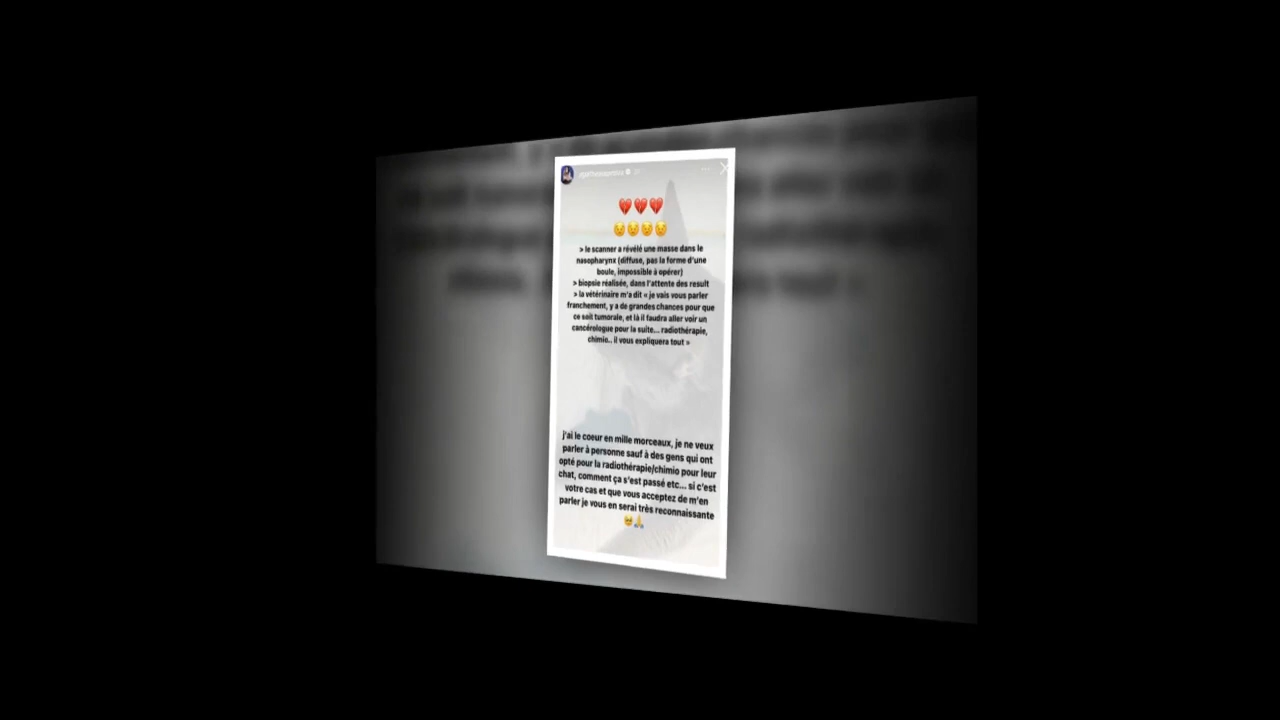 > le scanner a révélé une masse dans le
nasopharynx (diffuse, pas la forme d'une
boule, impossible à opérer)
> biopsie réalisée, dans l'attente des result
> la vétérinaire m'a dit « je vais vous parler
franchement, y a de grandes chances pour que
ce soit tumorale, et là il faudra aller voir un
cancérologue pour la suite... radiothérapie,
chimio.. il vous expliquera tout »
j'ai le coeur en mille morceaux, je ne veux
parler à personne sauf à des gens qui ont
opté pour la radiothérapie/chimio pour leur
chat, comment ça s'est passé etc... si c'est
votre cas et que vous acceptez de m'en
parler je vous en serai très reconnaissante